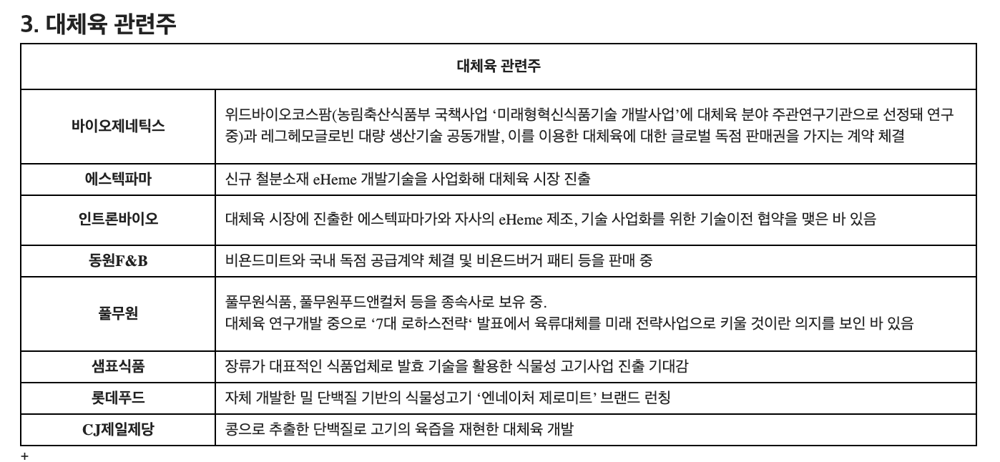 3. 대체육 관련주
대체육 관련주
바이오제네틱스
위드바이오코스팜(농림축산식품부 국책사업 ‘미래형혁신식품기술 개발사업’에 대체육 분야 주관연구기관으로 선정돼 연구
중)과 레그헤모글로빈 대량 생산기술 공동개발, 이를 이용한 대체육에 대한 글로벌 독점 판매권을 가지는 계약 체결
에스텍파마
신규 철분소재 eHeme 개발기술을 사업화해 대체육 시장 진출
인트론바이오
대체육 시장에 진출한 에스텍파마가와 자사의 eHeme 제조, 기술 사업화를 위한 기술이전 협약을 맺은 바 있음
동원F&B
비욘드미트와 국내 독점 공급계약 체결 및 비욘드버거 패티 등을 판매 중
풀무원
풀무원식품, 풀무원푸드앤컬처 등을 종속사로 보유 중.
대체육 연구개발 중으로 ‘7대 로하스전략‘ 발표에서 육류대체를 미래 전략사업으로 키울 것이란 의지를 보인 바 있음
샘표식품
장류가 대표적인 식품업체로 발효 기술을 활용한 식물성 고기사업 진출 기대감
롯데푸드
자체 개발한 밀 단백질 기반의 식물성고기 ‘엔네이처 제로미트’ 브랜드 런칭
CJ제일제당
콩으로 추출한 단백질로 고기의 육즙을 재현한 대체육 개발
+